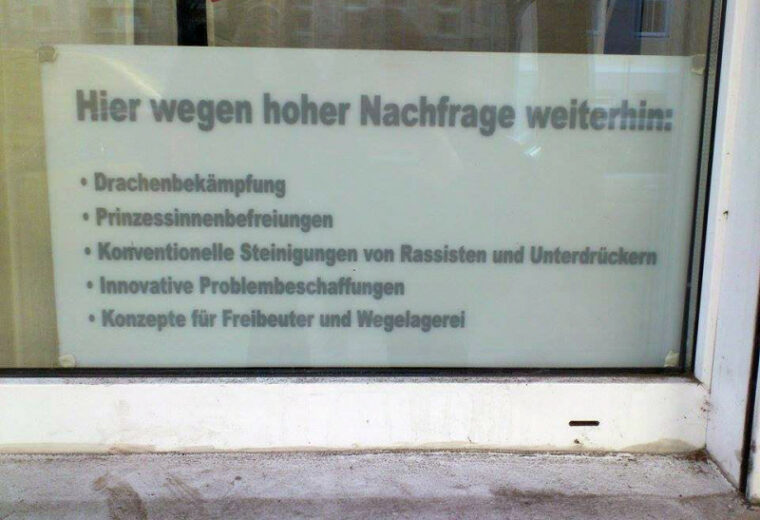 Hier wegen hoher Nachfrage weiterhin:
• Drachenbekämpfung
• Prinzessinnenbefreiungen
• Konventionelle Steinigungen von Rassisten und Unterdrückern
• Innovative Problembeschaffungen
• Konzepte für Freibeuter und Wegelagerei